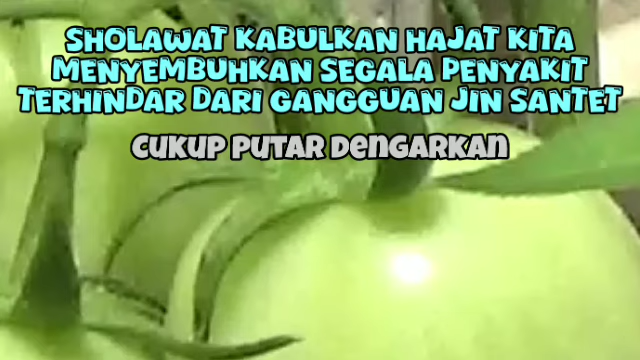 SHOLAWAT KABULKAN HAJAT KITA
MENYEMBUHKAN SEGALA PENYAKIT
TERHINDAR DARI GANGGUAN JIN SANTET
CUKUP PUTAR DENGARKAN